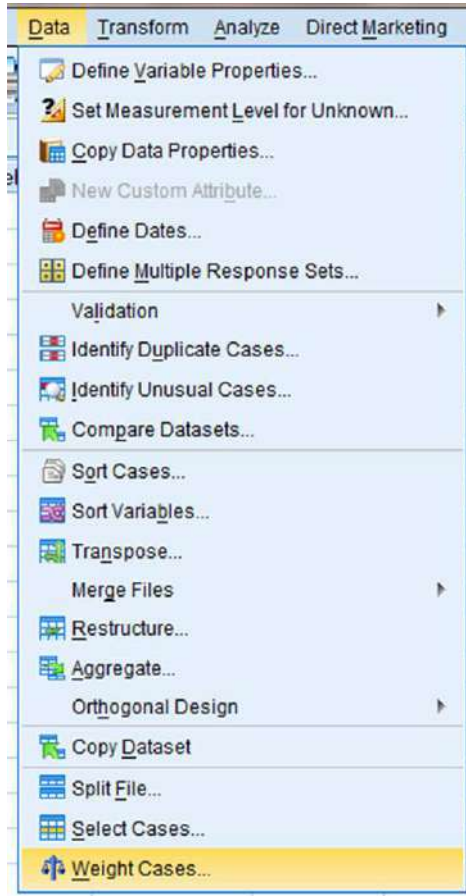 Data Transform Analyze Direct Marketing
Define Variable Properties...
Set Measurement Level for Unknown...
Copy Data Properties...
New Custom Attribute...
Define Dates...
Define Multiple Response Sets...
Validation
Identify Duplicate Cases...
Identify Unusual Cases...
Compare Datasets...
Sort Cases...
Sort Variables...
Transpose...
Merge Files
Restructure...
Aggregate...
Orthogonal Design
Copy Dataset
Split File...
Select Cases...
Weight Cases...